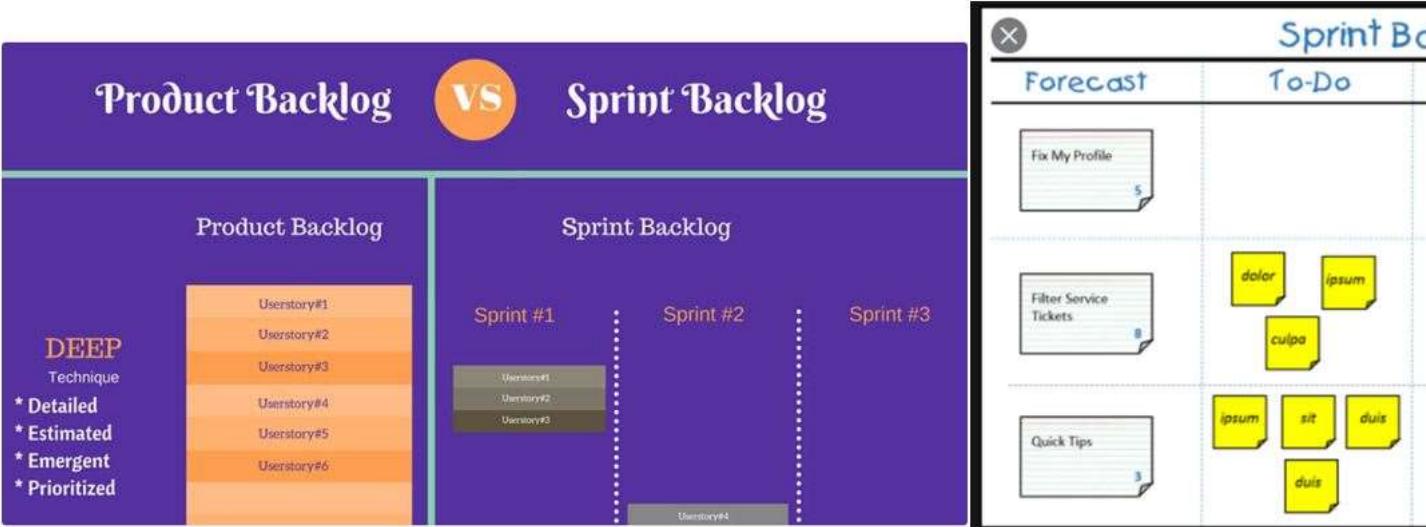 Product Backlog VS Sprint Backlog
Product Backlog
Userstory#1
Userstory#2
Userstory#3
Userstory#4
Userstory#5
Userstory#6
DEEP
Technique
* Detailed
* Estimated
* Emergent
* Prioritized
Sprint Backlog
Sprint #1
Userstory#1
Userstory#2
Userstory#3
Sprint #2
Userstory#4
Sprint #3
Sprint Ba
Forecast
To-Do
Fix My Profile
5
Filter Service
Tickets
8
dolor
ipsum
culpa
Quick Tips
3
ipsum
sit
duis
duis